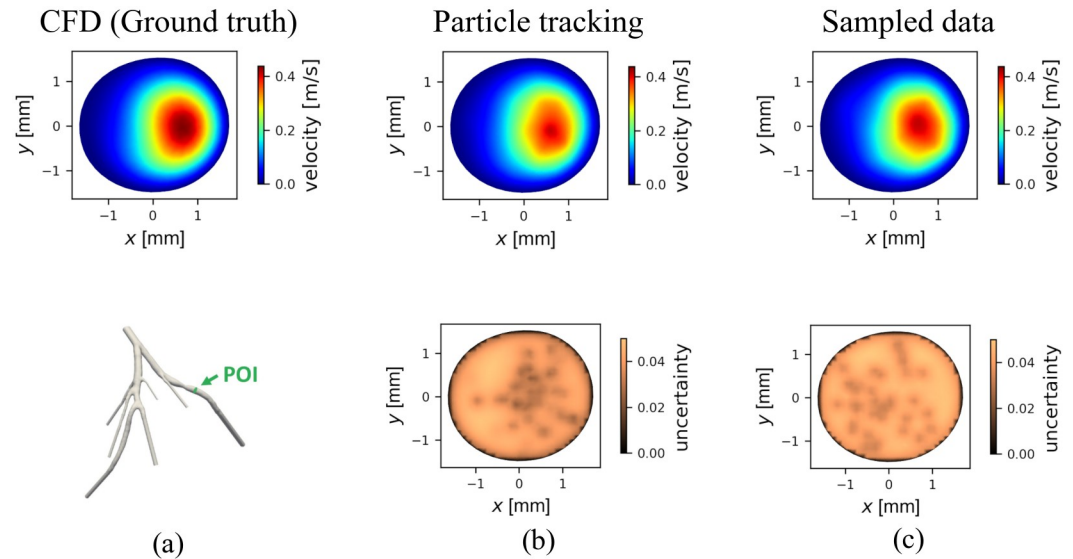 CFD (Ground truth)
Particle tracking
Sampled data
1
0
−1
y [mm]
−1 0 1
x [mm]
0.4
0.2
0.0
velocity [m/s]
1
0
−1
y [mm]
−1 0 1
x [mm]
0.4
0.2
0.0
velocity [m/s]
1
0
−1
y [mm]
−1 0 1
x [mm]
0.4
0.2
0.0
velocity [m/s]
POI
1
0
−1
y [mm]
−1 0 1
x [mm]
0.04
0.02
0.00
uncertainty
1
0
−1
y [mm]
−1 0 1
x [mm]
0.04
0.02
0.00
uncertainty
(a)
(b)
(c)